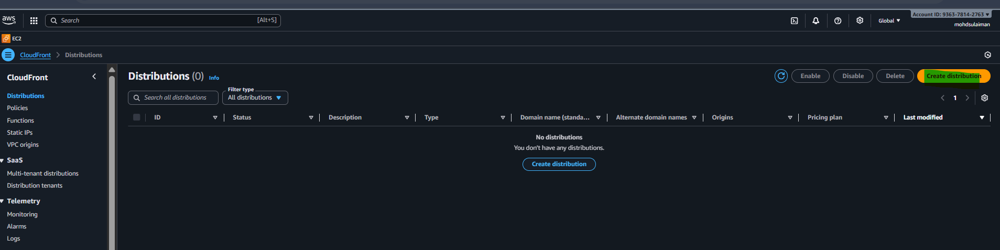 aws
Search [Alt+S]
Global
Account ID: 9363-7814-2763
mohdsulaiman
EC2
CloudFront
Distributions
CloudFront
Distributions
Policies
Functions
Static IPs
VPC origins
SaaS
Multi-tenant distributions
Distribution tenants
Telemetry
Monitoring
Alarms
Logs
Distributions (0) Info
Enable
Disable
Delete
Create distribution
Search all distributions
Filter type
All distributions
1
ID
Status
Description
Type
Domain name (standa...
Alternate domain names
Origins
Pricing plan
Last modified
No distributions
You don't have any distributions.
Create distribution